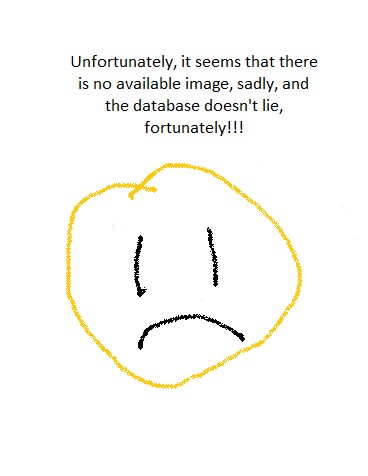 Unfortunately, it seems that there
is no available image, sadly, and
the database doesn't lie,
fortunately!!!